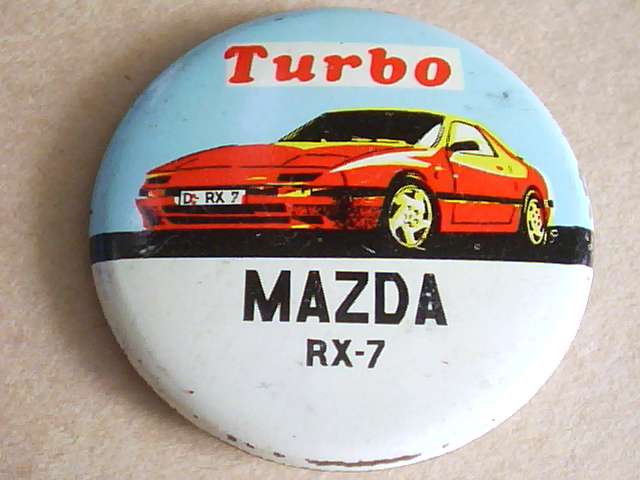 Turbo
D- RX 7
MAZDA
RX-7